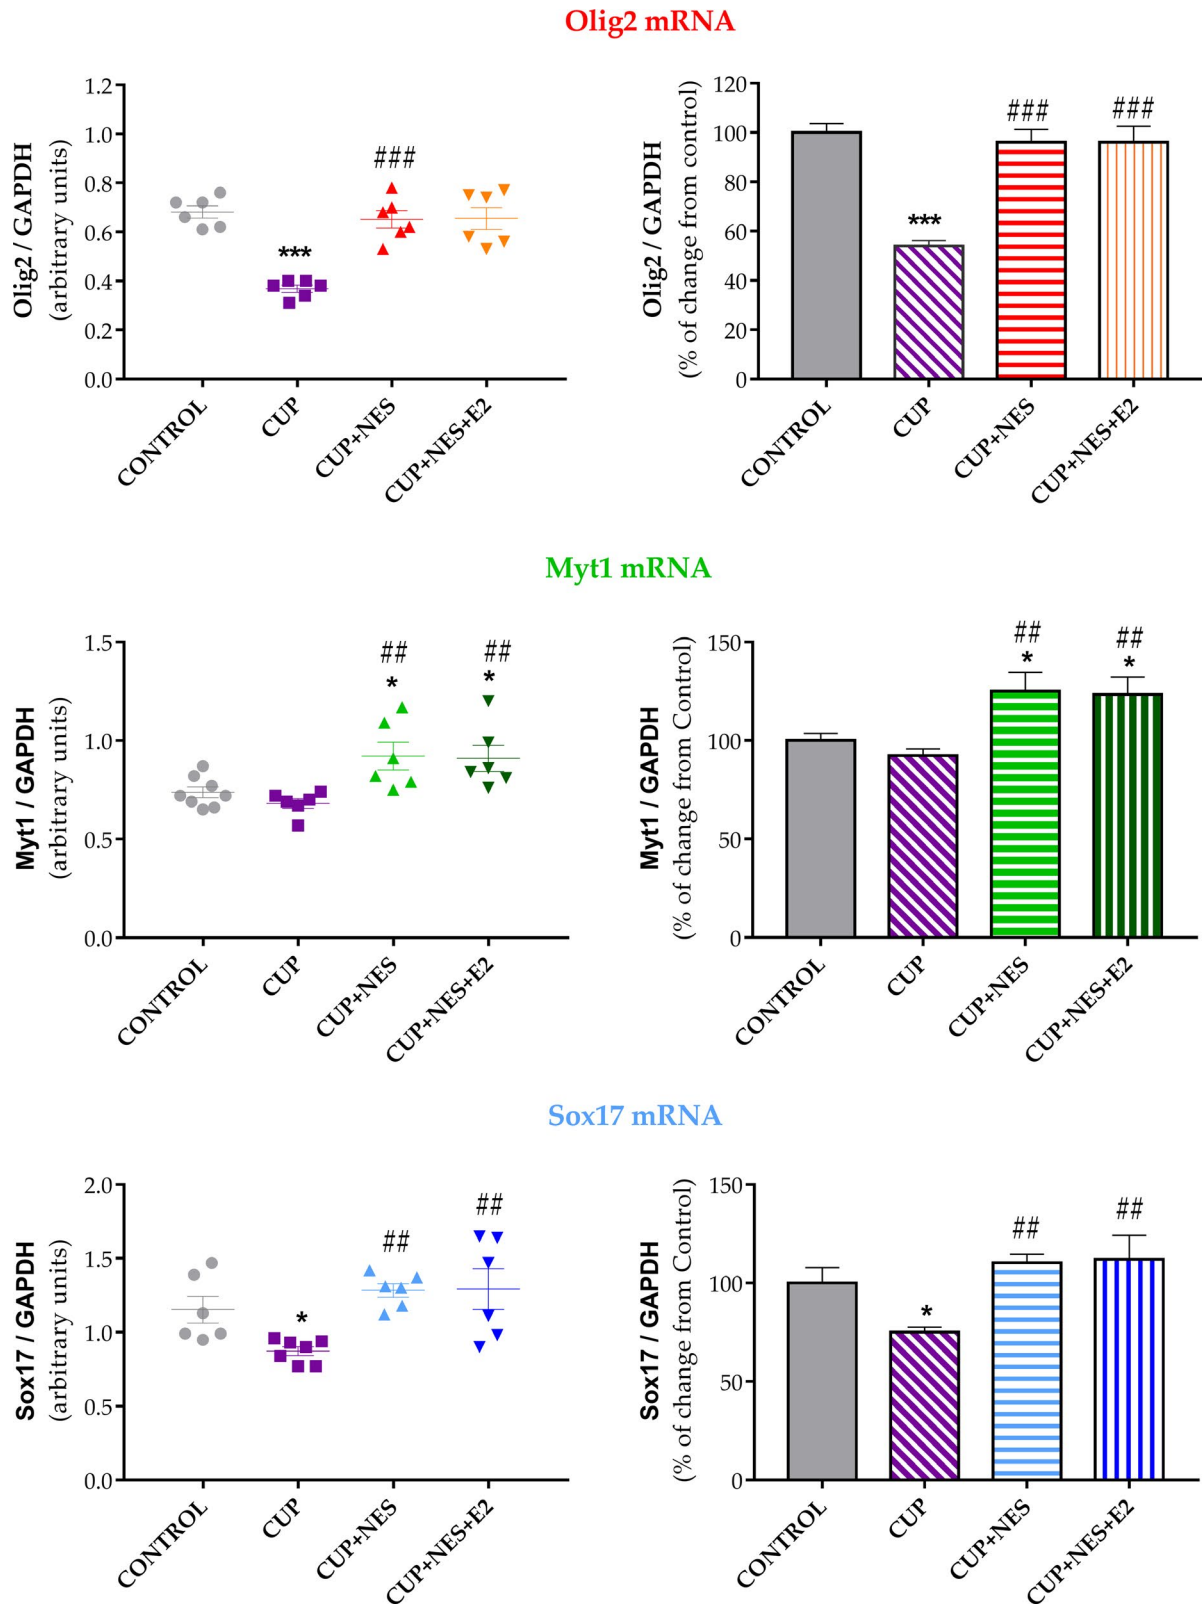 Olig2 mRNA
Olig2 / GAPDH
(arbitrary units)
1.2
1.0
0.8
0.6
0.4
0.2
0.0
***
###
CONTROL
CUP
CUP+NES
CUP+NES+E2
Olig2 / GAPDH
(% of change from control)
120
100
80
60
40
20
0
***
###
###
CONTROL
CUP
CUP+NES
CUP+NES+E2
Myt1 mRNA
Myt1 / GAPDH
(arbitrary units)
1.5
1.0
0.5
0.0
##
*
##
*
CONTROL
CUP
CUP+NES
CUP+NES+E2
Myt1 / GAPDH
(% of change from Control)
150
100
50
0
##
*
##
*
CONTROL
CUP
CUP+NES
CUP+NES+E2
Sox17 mRNA
Sox17 / GAPDH
(arbitrary units)
2.0
1.5
1.0
0.5
0.0
*
##
##
CONTROL
CUP
CUP+NES
CUP+NES+E2
Sox17 / GAPDH
(% of change from Control)
150
100
50
0
*
##
##
CONTROL
CUP
CUP+NES
CUP+NES+E2